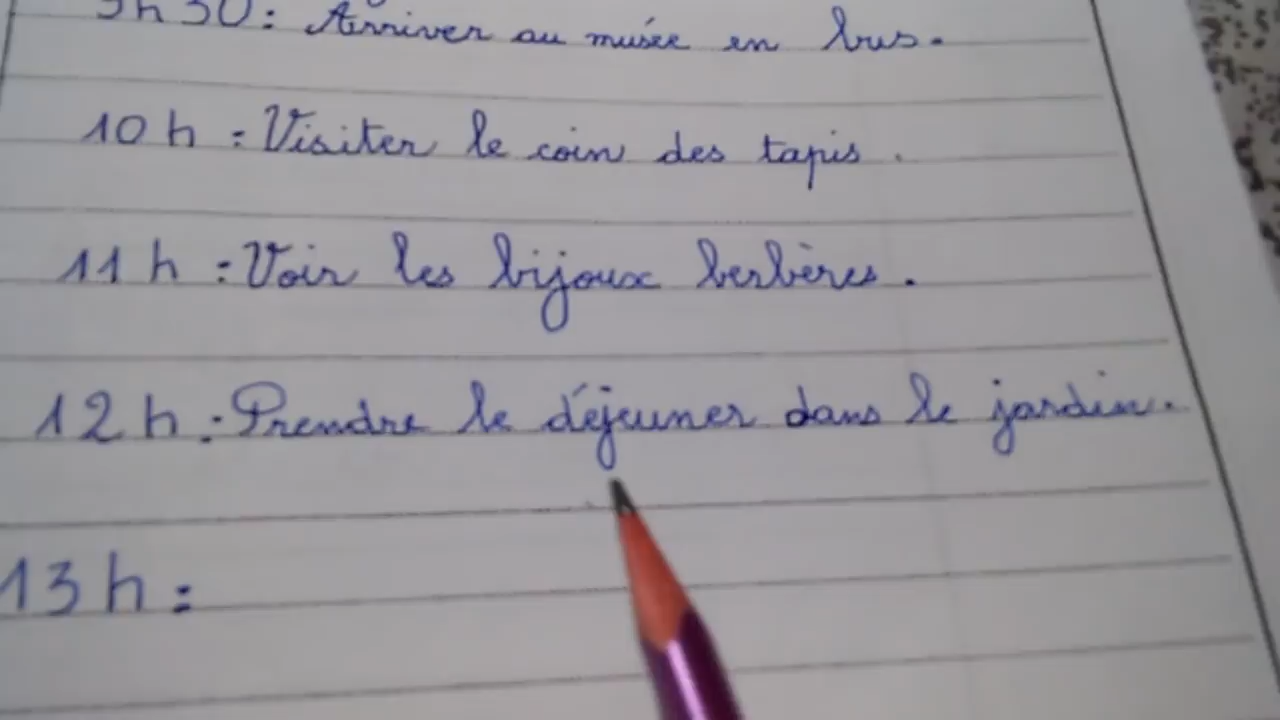 9h30: Arriver au musée en bus.
10 h : Visiter le coin des tapis.
11 h : Voir les bijoux berbères.
12 h : Prendre le déjeuner dans le jardin.
13 h :